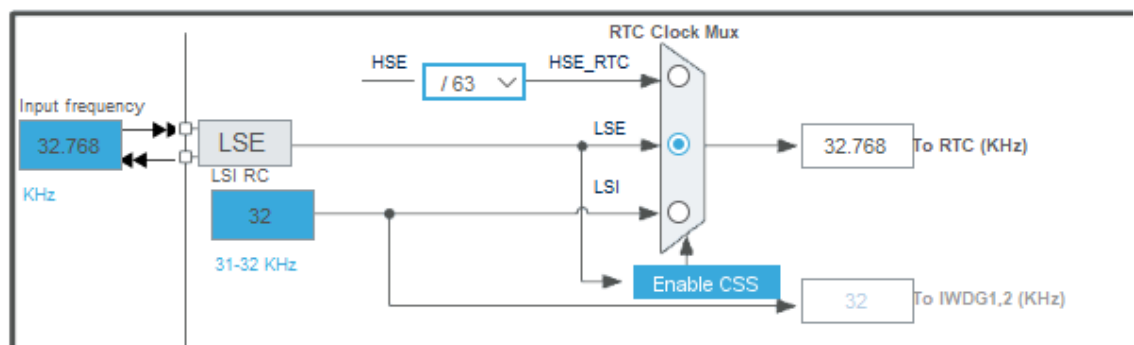 RTC Clock Mux
HSE
/ 63
HSE_RTC
Input frequency
32.768
KHz
LSE
LSE
32.768
To RTC (KHz)
LSI RC
32
31-32 KHz
LSI
Enable CSS
32
To IWDG1,2 (KHz)